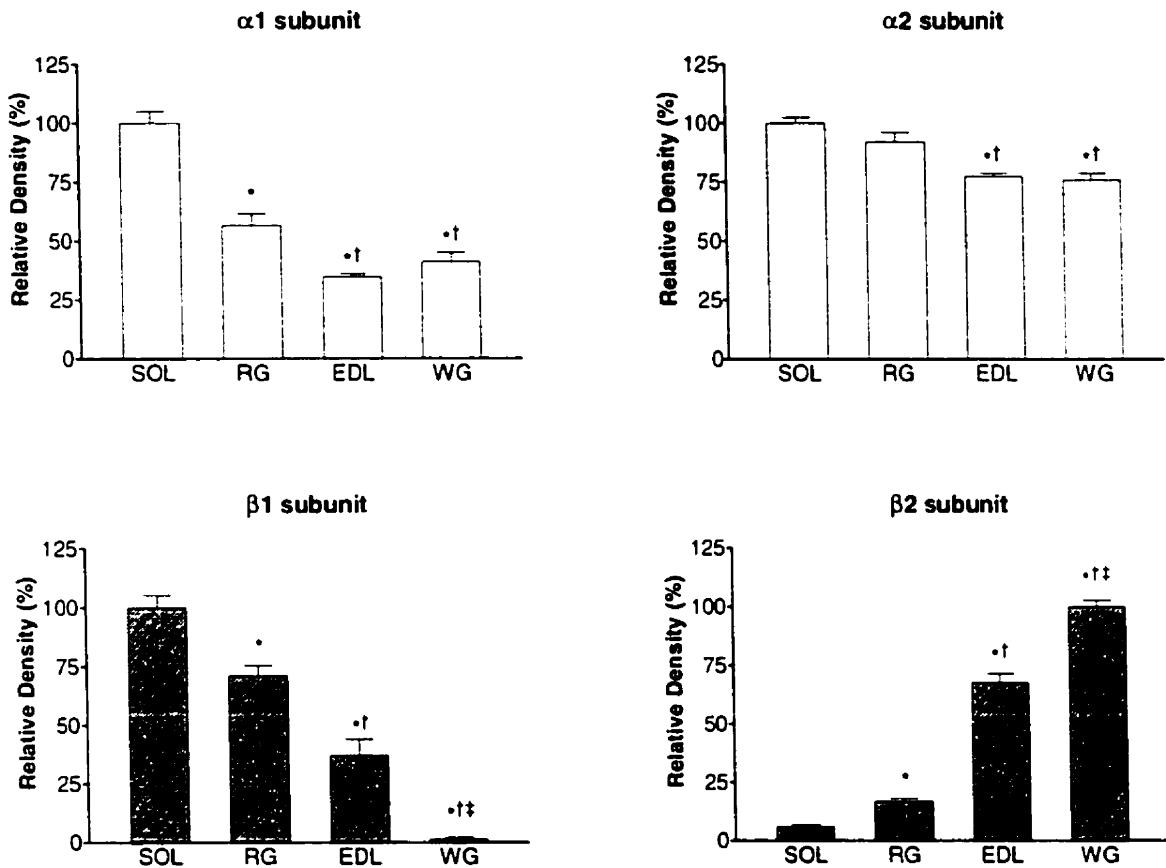 α1 subunit
Relative Density (%)
125
100
75
50
25
0
*
*†
*†
SOL RG EDL WG
α2 subunit
Relative Density (%)
125
100
75
50
25
0
*†
*†
SOL RG EDL WG
β1 subunit
Relative Density (%)
125
100
75
50
25
0
*
*†
*†‡
SOL RG EDL WG
β2 subunit
Relative Density (%)
125
100
75
50
25
0
*
*†
*†‡
SOL RG EDL WG